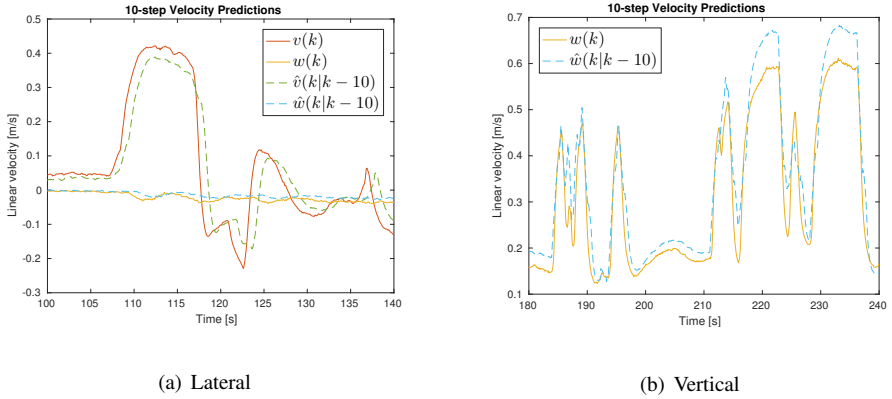 10-step Velocity Predictions
0.5
0.4
0.3
0.2
0.1
0
-0.1
-0.2
-0.3
Linear velocity [m/s]
v(k)
w(k)
v̂(k|k − 10)
ŵ(k|k − 10)
100 105 110 115 120 125 130 135 140
Time [s]
(a) Lateral
10-step Velocity Predictions
0.7
0.6
0.5
0.4
0.3
0.2
0.1
Linear velocity [m/s]
w(k)
ŵ(k|k − 10)
180 190 200 210 220 230 240
Time [s]
(b) Vertical